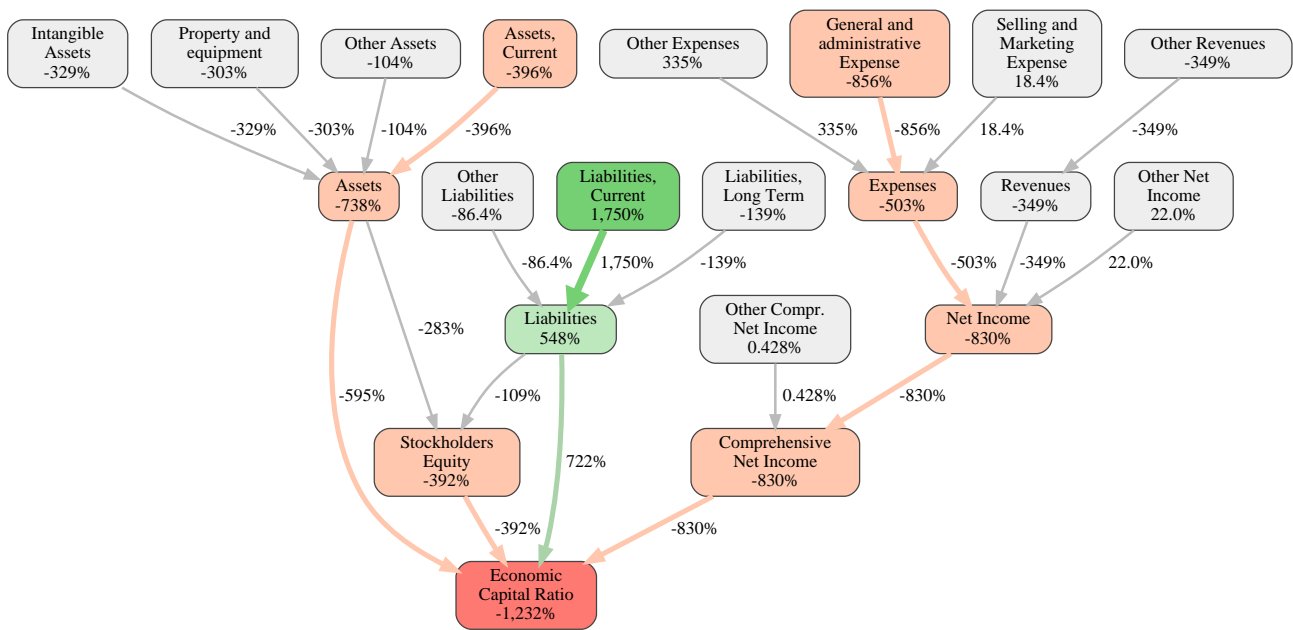 Intangible
Assets
-329%
Property and
equipment
-303%
Other Assets
-104%
Assets,
Current
-396%
Other Expenses
335%
General and
administrative
Expense
-856%
Selling and
Marketing
Expense
18.4%
Other Revenues
-349%
-329%
-303%
-104%
-396%
335%
-856%
18.4%
-349%
Assets
-738%
Other
Liabilities
-86.4%
Liabilities,
Current
1,750%
Liabilities,
Long Term
-139%
Expenses
-503%
Revenues
-349%
Other Net
Income
22.0%
-86.4%
1,750%
-139%
-503%
-349%
22.0%
-283%
Liabilities
548%
Other Compr.
Net Income
0.428%
Net Income
-830%
-595%
-109%
0.428%
-830%
Stockholders
Equity
-392%
722%
Comprehensive
Net Income
-830%
-392%
-830%
Economic
Capital Ratio
-1,232%